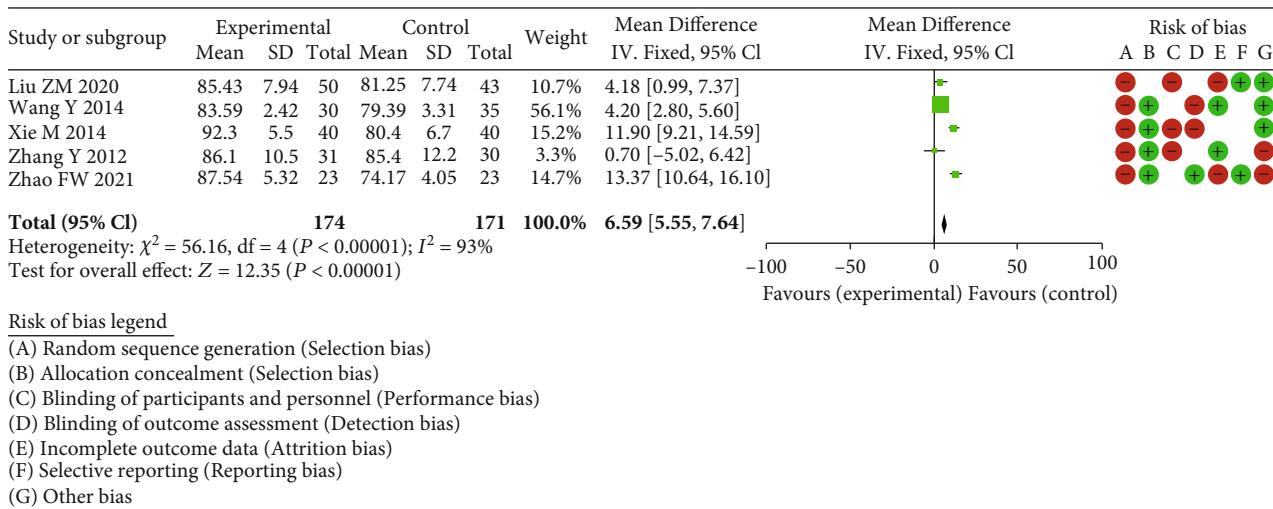 Study or subgroup Experimental Control Weight Mean Difference Mean Difference Risk of bias
Mean SD Total Mean SD Total IV. Fixed, 95% Cl IV. Fixed, 95% Cl A B C D E F G
Liu ZM 2020 85.43 7.94 50 81.25 7.74 43 10.7% 4.18 [0.99, 7.37] − − − + +
Wang Y 2014 83.59 2.42 30 79.39 3.31 35 56.1% 4.20 [2.80, 5.60] − + − + +
Xie M 2014 92.3 5.5 40 80.4 6.7 40 15.2% 11.90 [9.21, 14.59] − + − − +
Zhang Y 2012 86.1 10.5 31 85.4 12.2 30 3.3% 0.70 [−5.02, 6.42] − + − + −
Zhao FW 2021 87.54 5.32 23 74.17 4.05 23 14.7% 13.37 [10.64, 16.10] − + + − + −
Total (95% Cl) 174 171 100.0% 6.59 [5.55, 7.64]
Heterogeneity: χ² = 56.16, df = 4 (P < 0.00001); I² = 93%
Test for overall effect: Z = 12.35 (P < 0.00001)
−100 −50 0 50 100
Favours (experimental) Favours (control)
Risk of bias legend
(A) Random sequence generation (Selection bias)
(B) Allocation concealment (Selection bias)
(C) Blinding of participants and personnel (Performance bias)
(D) Blinding of outcome assessment (Detection bias)
(E) Incomplete outcome data (Attrition bias)
(F) Selective reporting (Reporting bias)
(G) Other bias